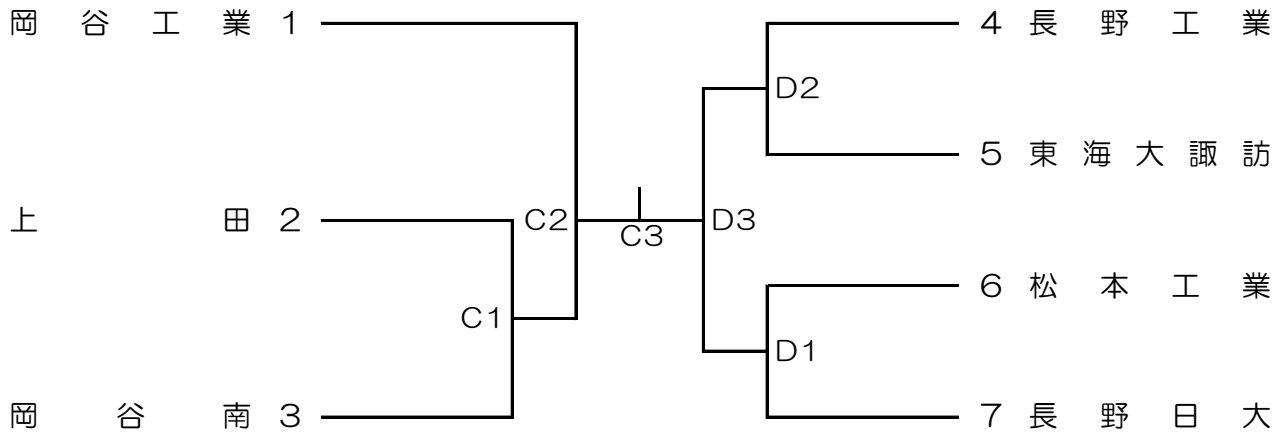 岡谷工業 1
4 長野工業
D2
5 東海大諏訪
上田 2
C2
C3
D3
6 松本工業
C1
D1
岡谷南 3
7 長野日大